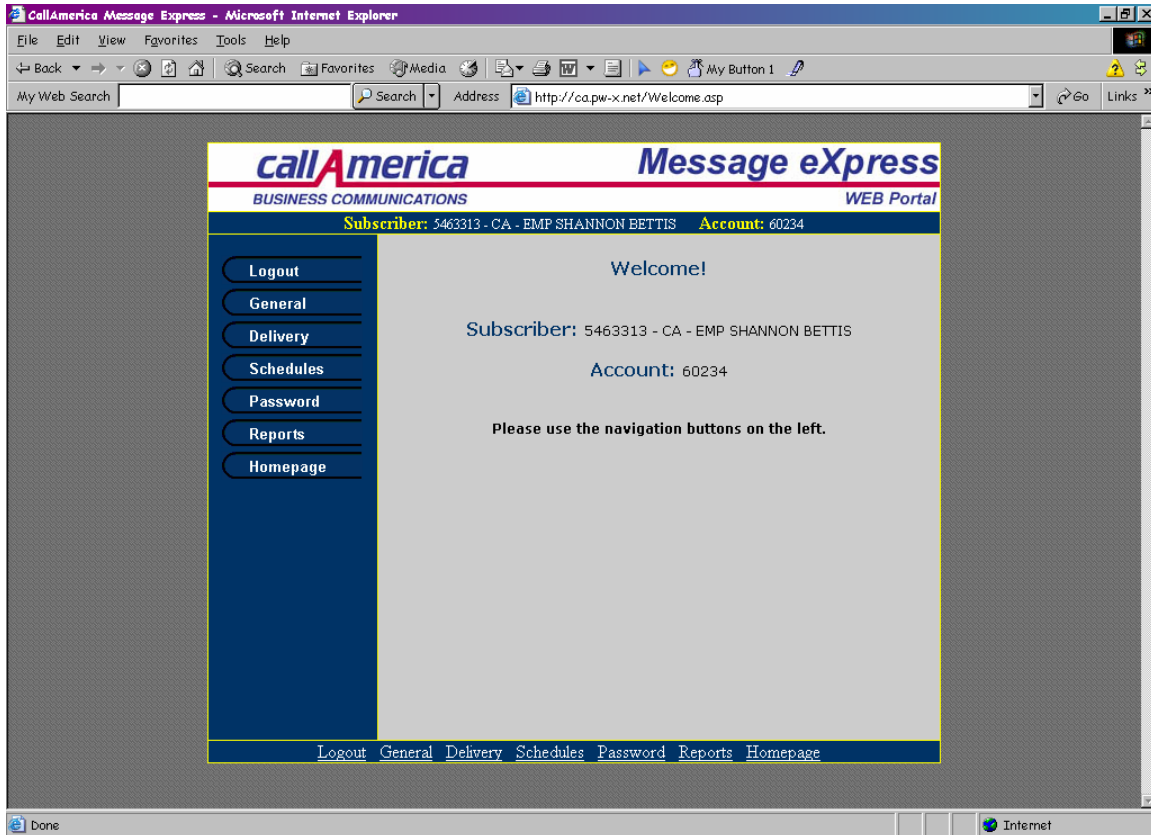 CallAmerica Message Express - Microsoft Internet Explorer
File Edit View Favorites Tools Help
Back Search Favorites Media My Button 1
My Web Search Search Address http://ca.pw-x.net/Welcome.asp Go Links »
callAmerica Message eXpress
BUSINESS COMMUNICATIONS WEB Portal
Subscriber: 5463313 - CA - EMP SHANNON BETTIS Account: 60234
Logout
General
Delivery
Schedules
Password
Reports
Homepage
Welcome!
Subscriber: 5463313 - CA - EMP SHANNON BETTIS
Account: 60234
Please use the navigation buttons on the left.
Logout General Delivery Schedules Password Reports Homepage
Done Internet